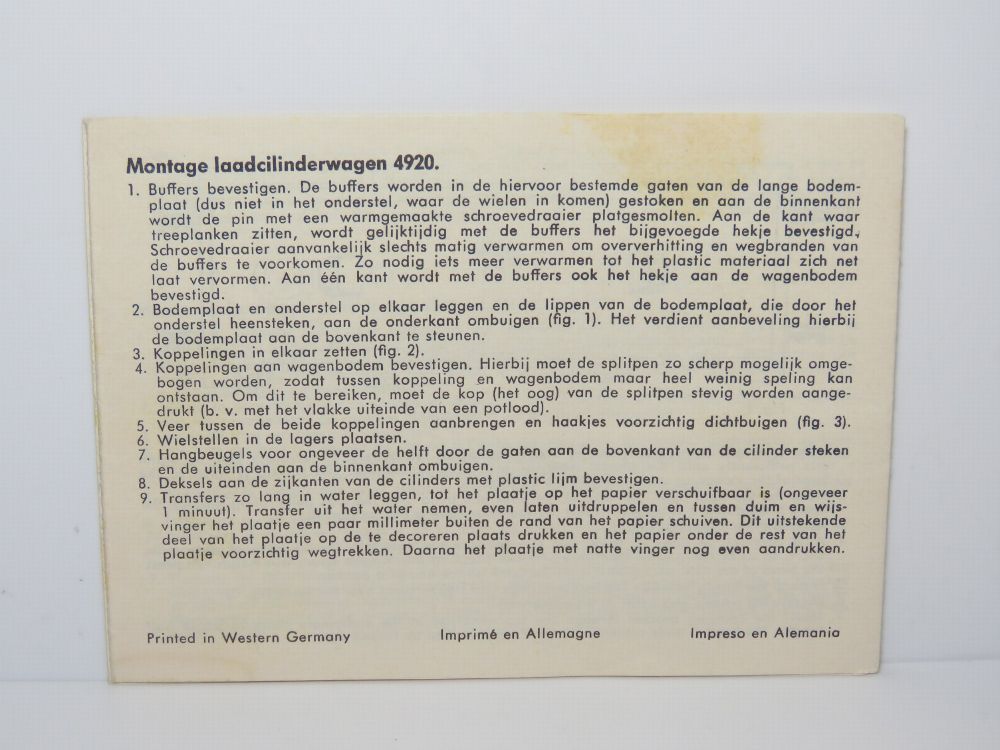 Montage laadcilinderwagen 4920.
1. Buffers bevestigen. De buffers worden in de hiervoor bestemde gaten van de lange bodem-
plaat (dus niet in het onderstel, waar de wielen in komen) gestoken en aan de binnenkant
wordt de pin met een warmgemaakte schroevedraaier platgesmolten. Aan de kant waar
treeplanken zitten, wordt gelijktijdig met de buffers het bijgevoegde hekje bevestigd.
Schroevedraaier aanvankelijk slechts matig verwarmen om oververhitting en wegbranden van
de buffers te voorkomen. Zo nodig iets meer verwarmen tot het plastic materiaal zich net
laat vervormen. Aan één kant wordt met de buffers ook het hekje aan de wagenbodem
bevestigd.
2. Bodemplaat en onderstel op elkaar leggen en de lippen van de bodemplaat, die door het
onderstel heensteken, aan de onderkant ombuigen (fig. 1). Het verdient aanbeveling hierbij
de bodemplaat aan de bovenkant te steunen.
3. Koppelingen in elkaar zetten (fig. 2).
4. Koppelingen aan wagenbodem bevestigen. Hierbij moet de splitpen zo scherp mogelijk omge-
bogen worden, zodat tussen koppeling en wagenbodem maar heel weinig speling kan
ontstaan. Om dit te bereiken, moet de kop (het oog) van de splitpen stevig worden aange-
drukt (b. v. met het vlakke uiteinde van een potlood).
5. Veer tussen de beide koppelingen aanbrengen en haakjes voorzichtig dichtbuigen (fig. 3).
6. Wielstellen in de lagers plaatsen.
7. Hangbeugels voor ongeveer de helft door de gaten aan de bovenkant van de cilinder steken
en de uiteinden aan de binnenkant ombuigen.
8. Deksels aan de zijkanten van de cilinders met plastic lijm bevestigen.
9. Transfers zo lang in water leggen, tot het plaatje op het papier verschuifbaar is (ongeveer
1 minuut). Transfer uit het water nemen, even laten uitdruppelen en tussen duim en wijs-
vinger het plaatje een paar millimeter buiten de rand van het papier schuiven. Dit uitstekende
deel van het plaatje op de te decoreren plaats drukken en het papier onder de rest van het
plaatje voorzichtig wegtrekken. Daarna het plaatje met natte vinger nog even aandrukken.
Printed in Western Germany
Imprimé en Allemagne
Impreso en Alemania